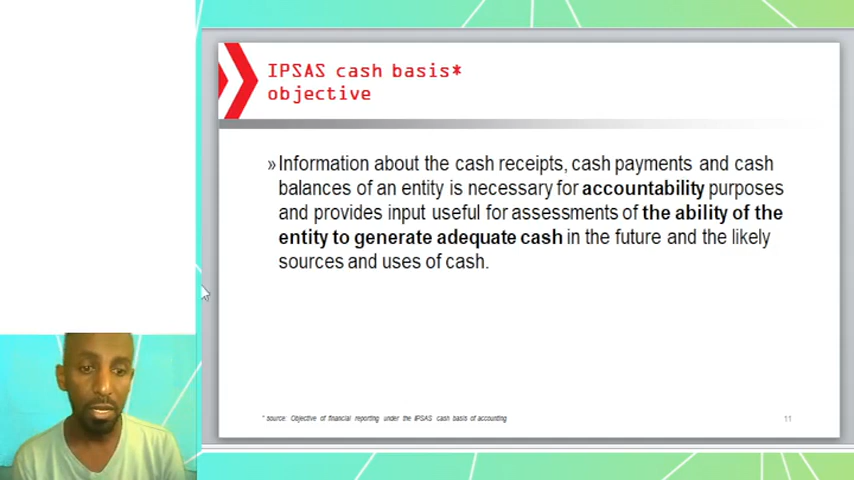 IPSAS cash basis*
objective
»Information about the cash receipts, cash payments and cash
balances of an entity is necessary for accountability purposes
and provides input useful for assessments of the ability of the
entity to generate adequate cash in the future and the likely
sources and uses of cash.
* source: Objective of financial reporting under the IPSAS cash basis of accounting
11